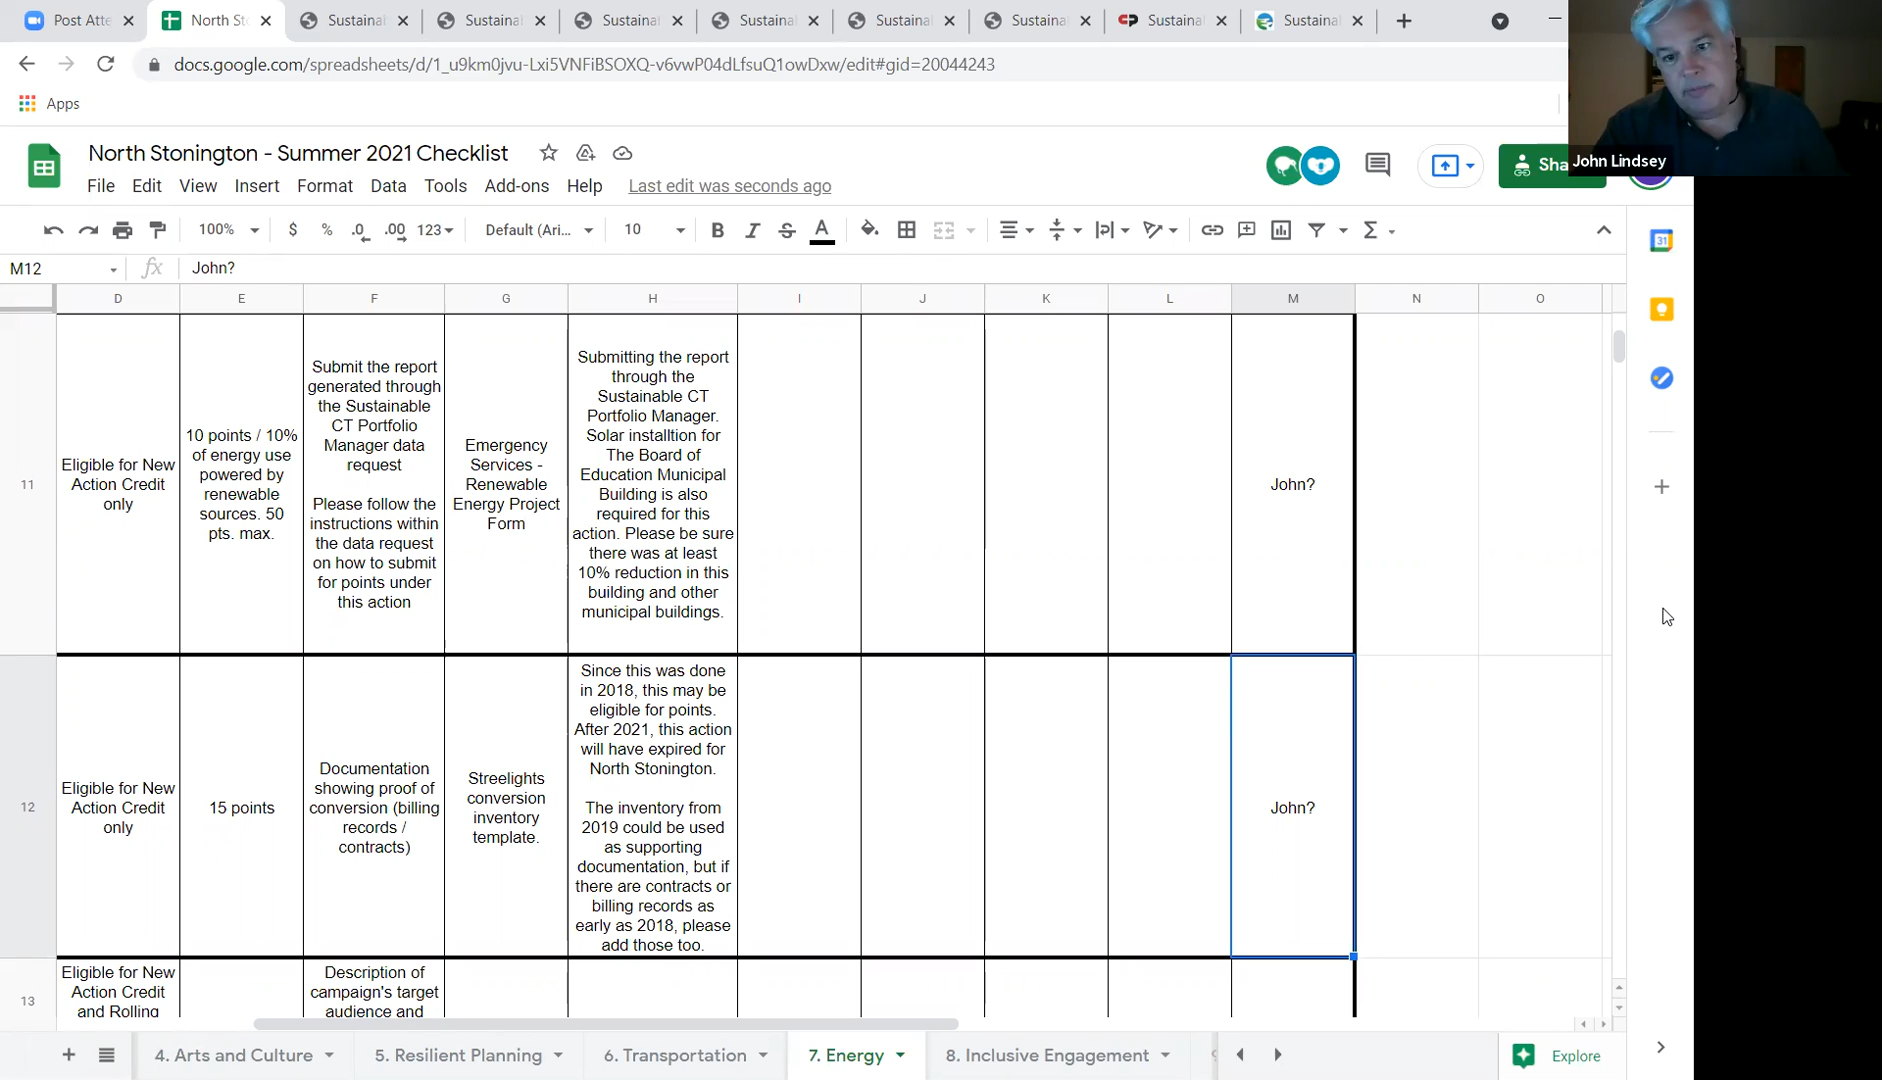 Post Atte
North Sto
Sustainal
Sustainal
Sustaina
Sustainal
Sustainal
Sustainal
Sustainal
Sustainal
docs.google.com/spreadsheets/d/1_u9km0jvu-Lxi5VNFiBSOXQ-v6vwP04dLfsuQ1owDxw/edit#gid=20044243
Apps
North Stonington - Summer 2021 Checklist
John Lindsey
Sha
File Edit View Insert Format Data Tools Add-ons Help Last edit was seconds ago
100% $ % .0 .00 123 Default (Ari... 10 B I S A
31
M12 fx John?
D E F G H I J K L M N O
11
Eligible for New
Action Credit
only
10 points / 10%
of energy use
powered by
renewable
sources. 50
pts. max.
Submit the report
generated through
the Sustainable
CT Portfolio
Manager data
request
Please follow the
instructions within
the data request
on how to submit
for points under
this action
Emergency
Services -
Renewable
Energy Project
Form
Submitting the report
through the
Sustainable CT
Portfolio Manager.
Solar installtion for
The Board of
Education Municipal
Building is also
required for this
action. Please be sure
there was at least
10% reduction in this
building and other
municipal buildings.
John?
12
Eligible for New
Action Credit
only
15 points
Documentation
showing proof of
conversion (billing
records /
contracts)
Streelights
conversion
inventory
template.
Since this was done
in 2018, this may be
eligible for points.
After 2021, this action
will have expired for
North Stonington.
The inventory from
2019 could be used
as supporting
documentation, but if
there are contracts or
billing records as
early as 2018, please
add those too.
John?
13
Eligible for New
Action Credit
and Rolling
Description of
campaign's target
audience and
4. Arts and Culture
5. Resilient Planning
6. Transportation
7. Energy
8. Inclusive Engagement
Explore